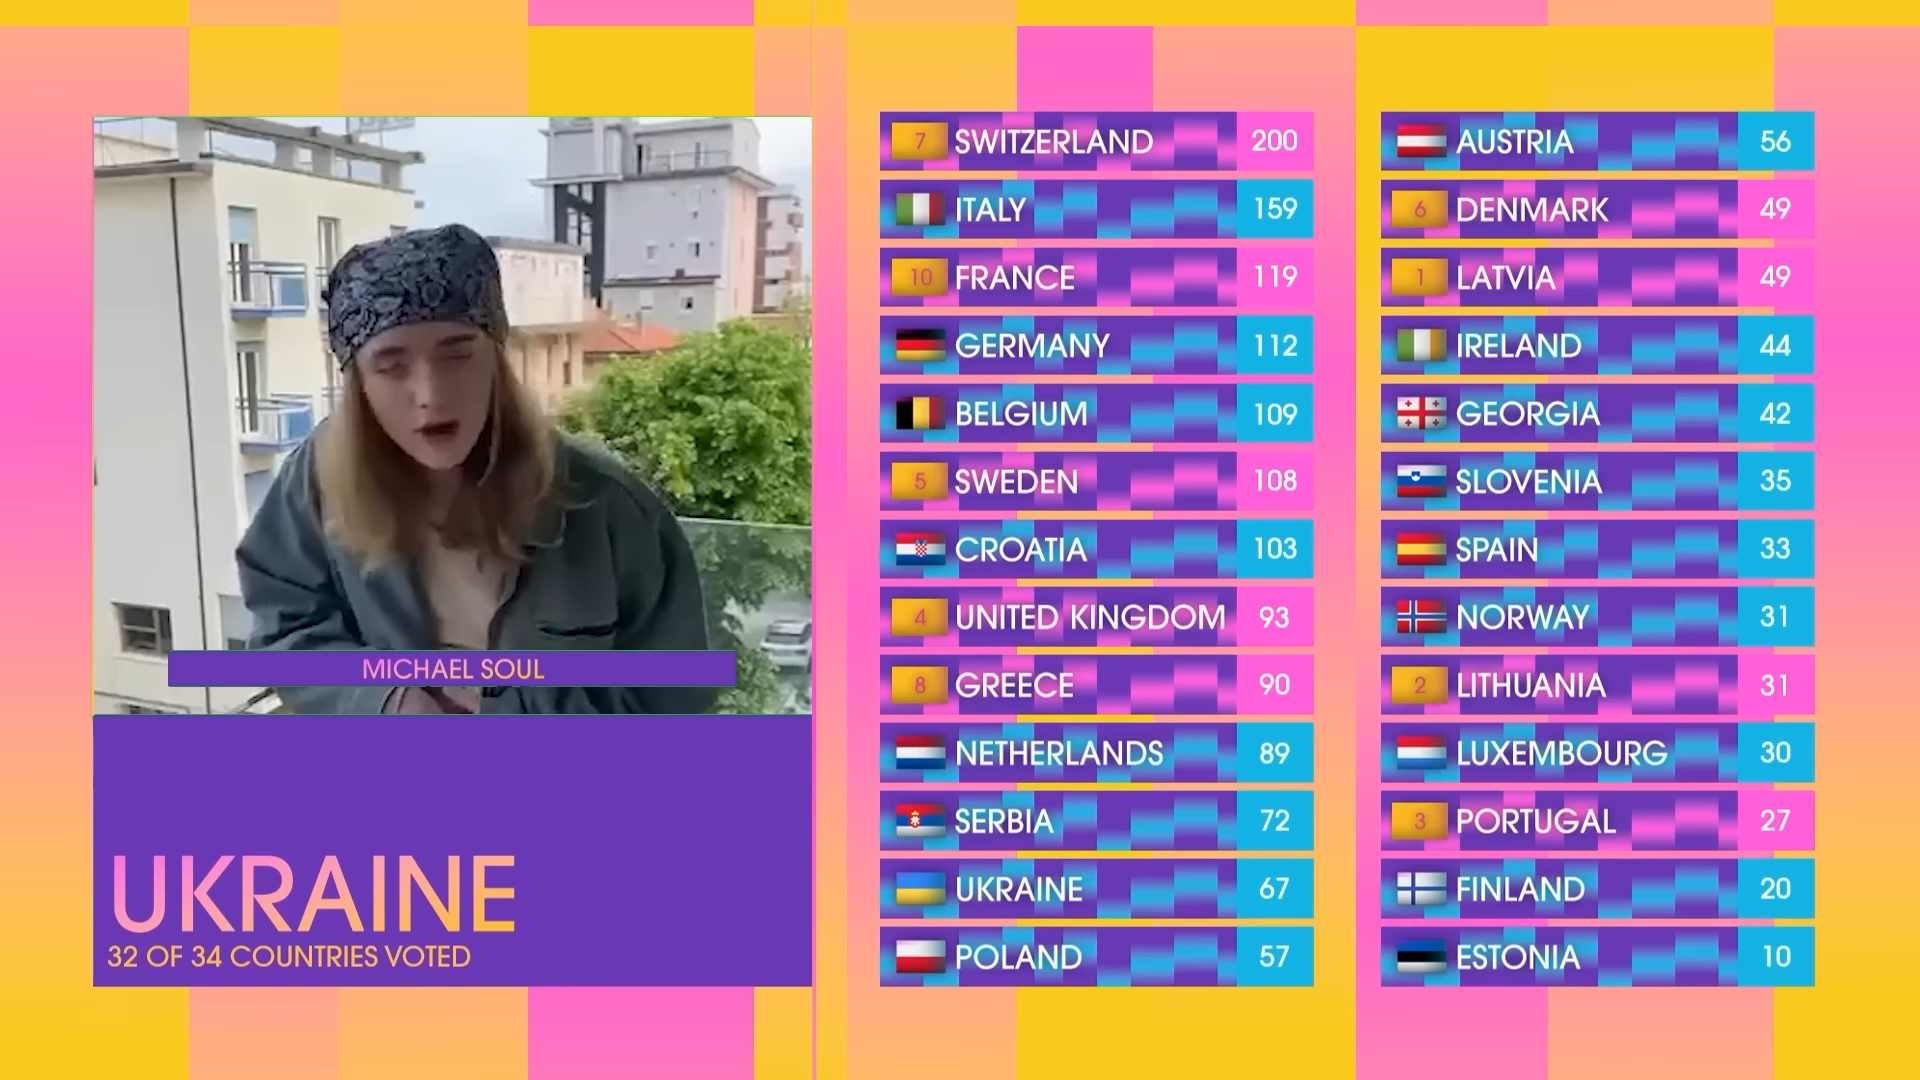 MICHAEL SOUL
UKRAINE
32 OF 34 COUNTRIES VOTED
7 SWITZERLAND 200
ITALY 159
10 FRANCE 119
GERMANY 112
BELGIUM 109
5 SWEDEN 108
CROATIA 103
4 UNITED KINGDOM 93
8 GREECE 90
NETHERLANDS 89
SERBIA 72
UKRAINE 67
POLAND 57
AUSTRIA 56
6 DENMARK 49
1 LATVIA 49
IRELAND 44
GEORGIA 42
SLOVENIA 35
SPAIN 33
NORWAY 31
2 LITHUANIA 31
LUXEMBOURG 30
3 PORTUGAL 27
FINLAND 20
ESTONIA 10